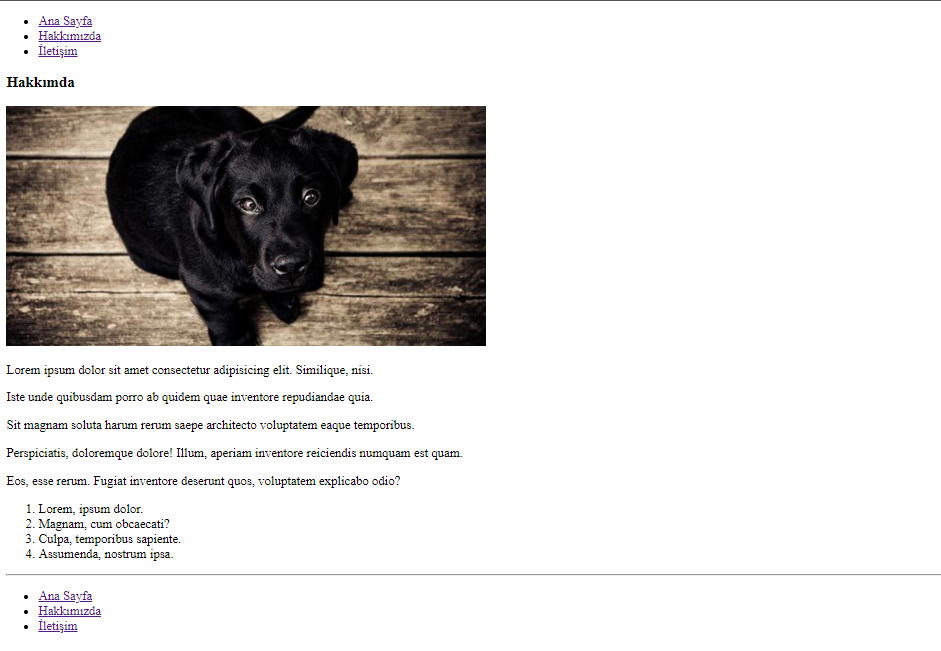 Ana Sayfa
Hakkımızda
İletişim
Hakkımda
Lorem ipsum dolor sit amet consectetur adipisicing elit. Similique, nisi.
Iste unde quibusdam porro ab quidem quae inventore repudiandae quia.
Sit magnam soluta harum rerum saepe architecto voluptatem eaque temporibus.
Perspiciatis, doloremque dolore! Illum, aperiam inventore reiciendis numquam est quam.
Eos, esse rerum. Fugiat inventore deserunt quos, voluptatem explicabo odio?
1. Lorem, ipsum dolor.
2. Magnam, cum obcaecati?
3. Culpa, temporibus sapiente.
4. Assumenda, nostrum ipsa.
Ana Sayfa
Hakkımızda
İletişim